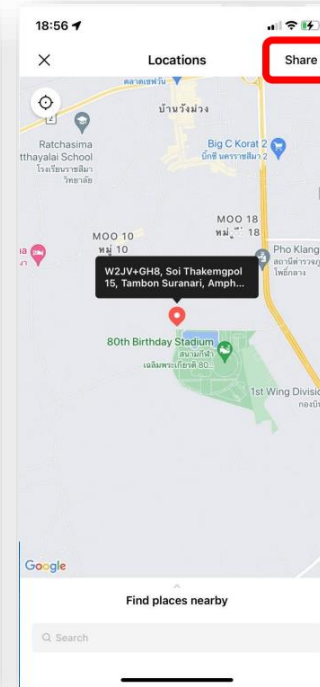 18:56
Locations
Share
ตลาดเซฟวัน
บ้านวังม่วง
2
Ratchasima
tthayalai School
โรงเรียนราชสีมา
วิทยาลัย
Big C Korat 2
บิ๊กซี นครราชสีมา 2
MOO 18
หมู่ 18
MOO 10
หมู่ 10
Pho Klang
สถานีตำรวจภู
โพธิ์กลาง
W2JV+GH8, Soi Thakemgpol
15, Tambon Suranari, Amph...
80th Birthday Stadium
สนามกีฬา
เฉลิมพระเกียรติ 80...
1st Wing Divisio
กองบิ
Google
Find places nearby
Search